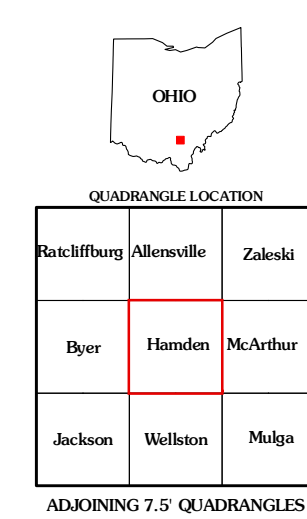 OHIO
QUADRANGLE LOCATION
Ratcliffburg Allensville Zaleski
Byer Hamden McArthur
Jackson Wellston Mulga
ADJOINING 7.5' QUADRANGLES